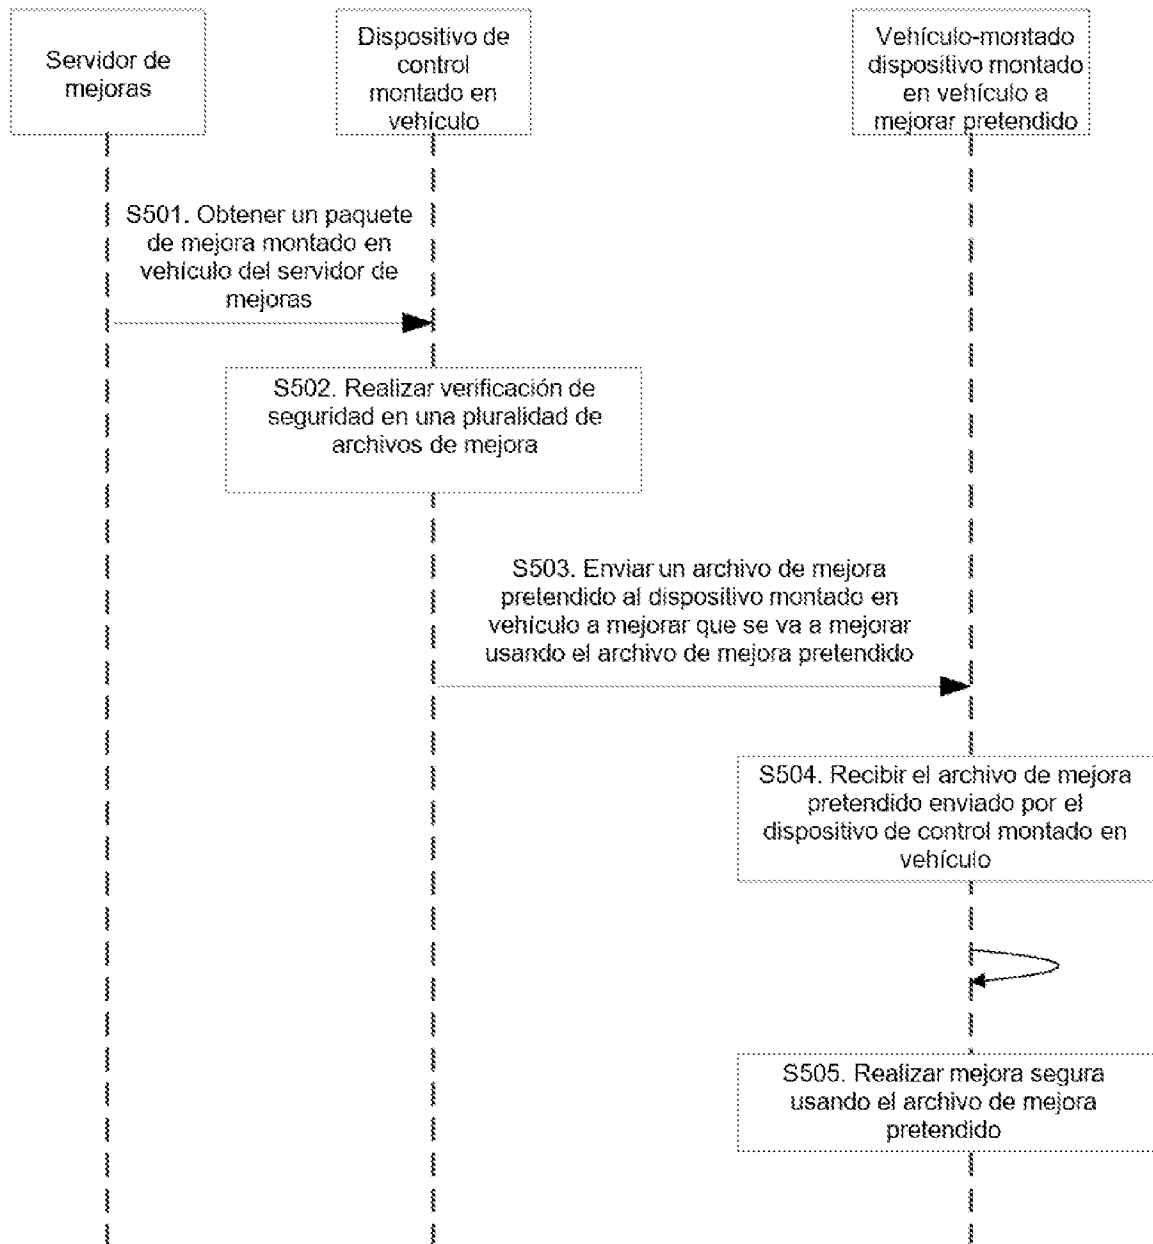 Servidor de
mejoras
Dispositivo de
control
montado en
vehículo
Vehículo-montado
dispositivo montado
en vehículo a
mejorar pretendido
S501. Obtener un paquete
de mejora montado en
vehículo del servidor de
mejoras
S502. Realizar verificación de
seguridad en una pluralidad de
archivos de mejora
S503. Enviar un archivo de mejora
pretendido al dispositivo montado en
vehículo a mejorar que se va a mejorar
usando el archivo de mejora pretendido
S504. Recibir el archivo de mejora
pretendido enviado por el
dispositivo de control montado en
vehículo
S505. Realizar mejora segura
usando el archivo de mejora
pretendido